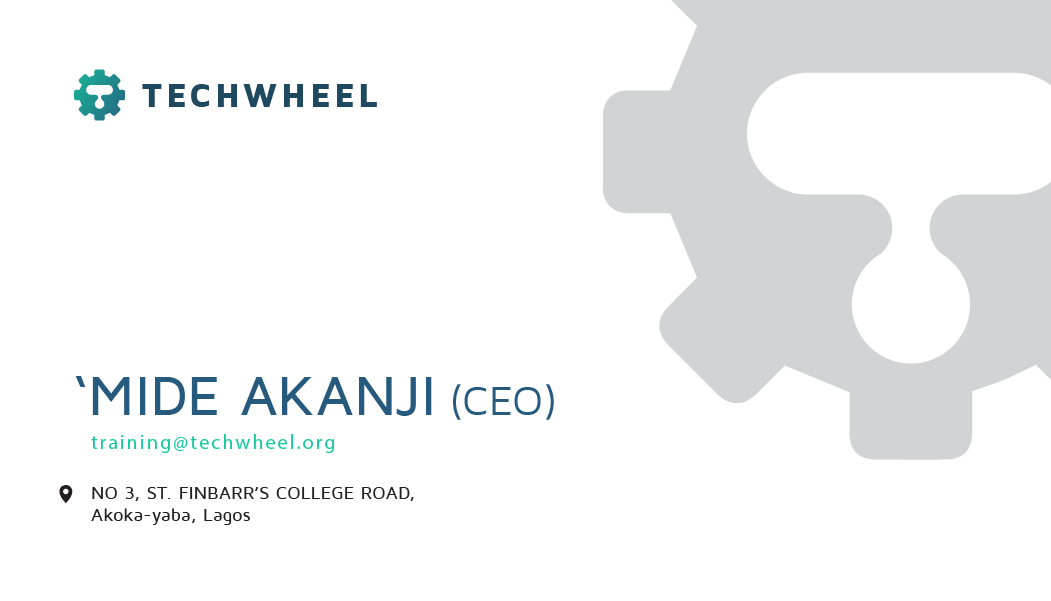 TECHWHEEL
‘MIDE AKANJI (CEO)
training@techwheel.org
NO 3, ST. FINBARR’S COLLEGE ROAD,
Akoka-yaba, Lagos